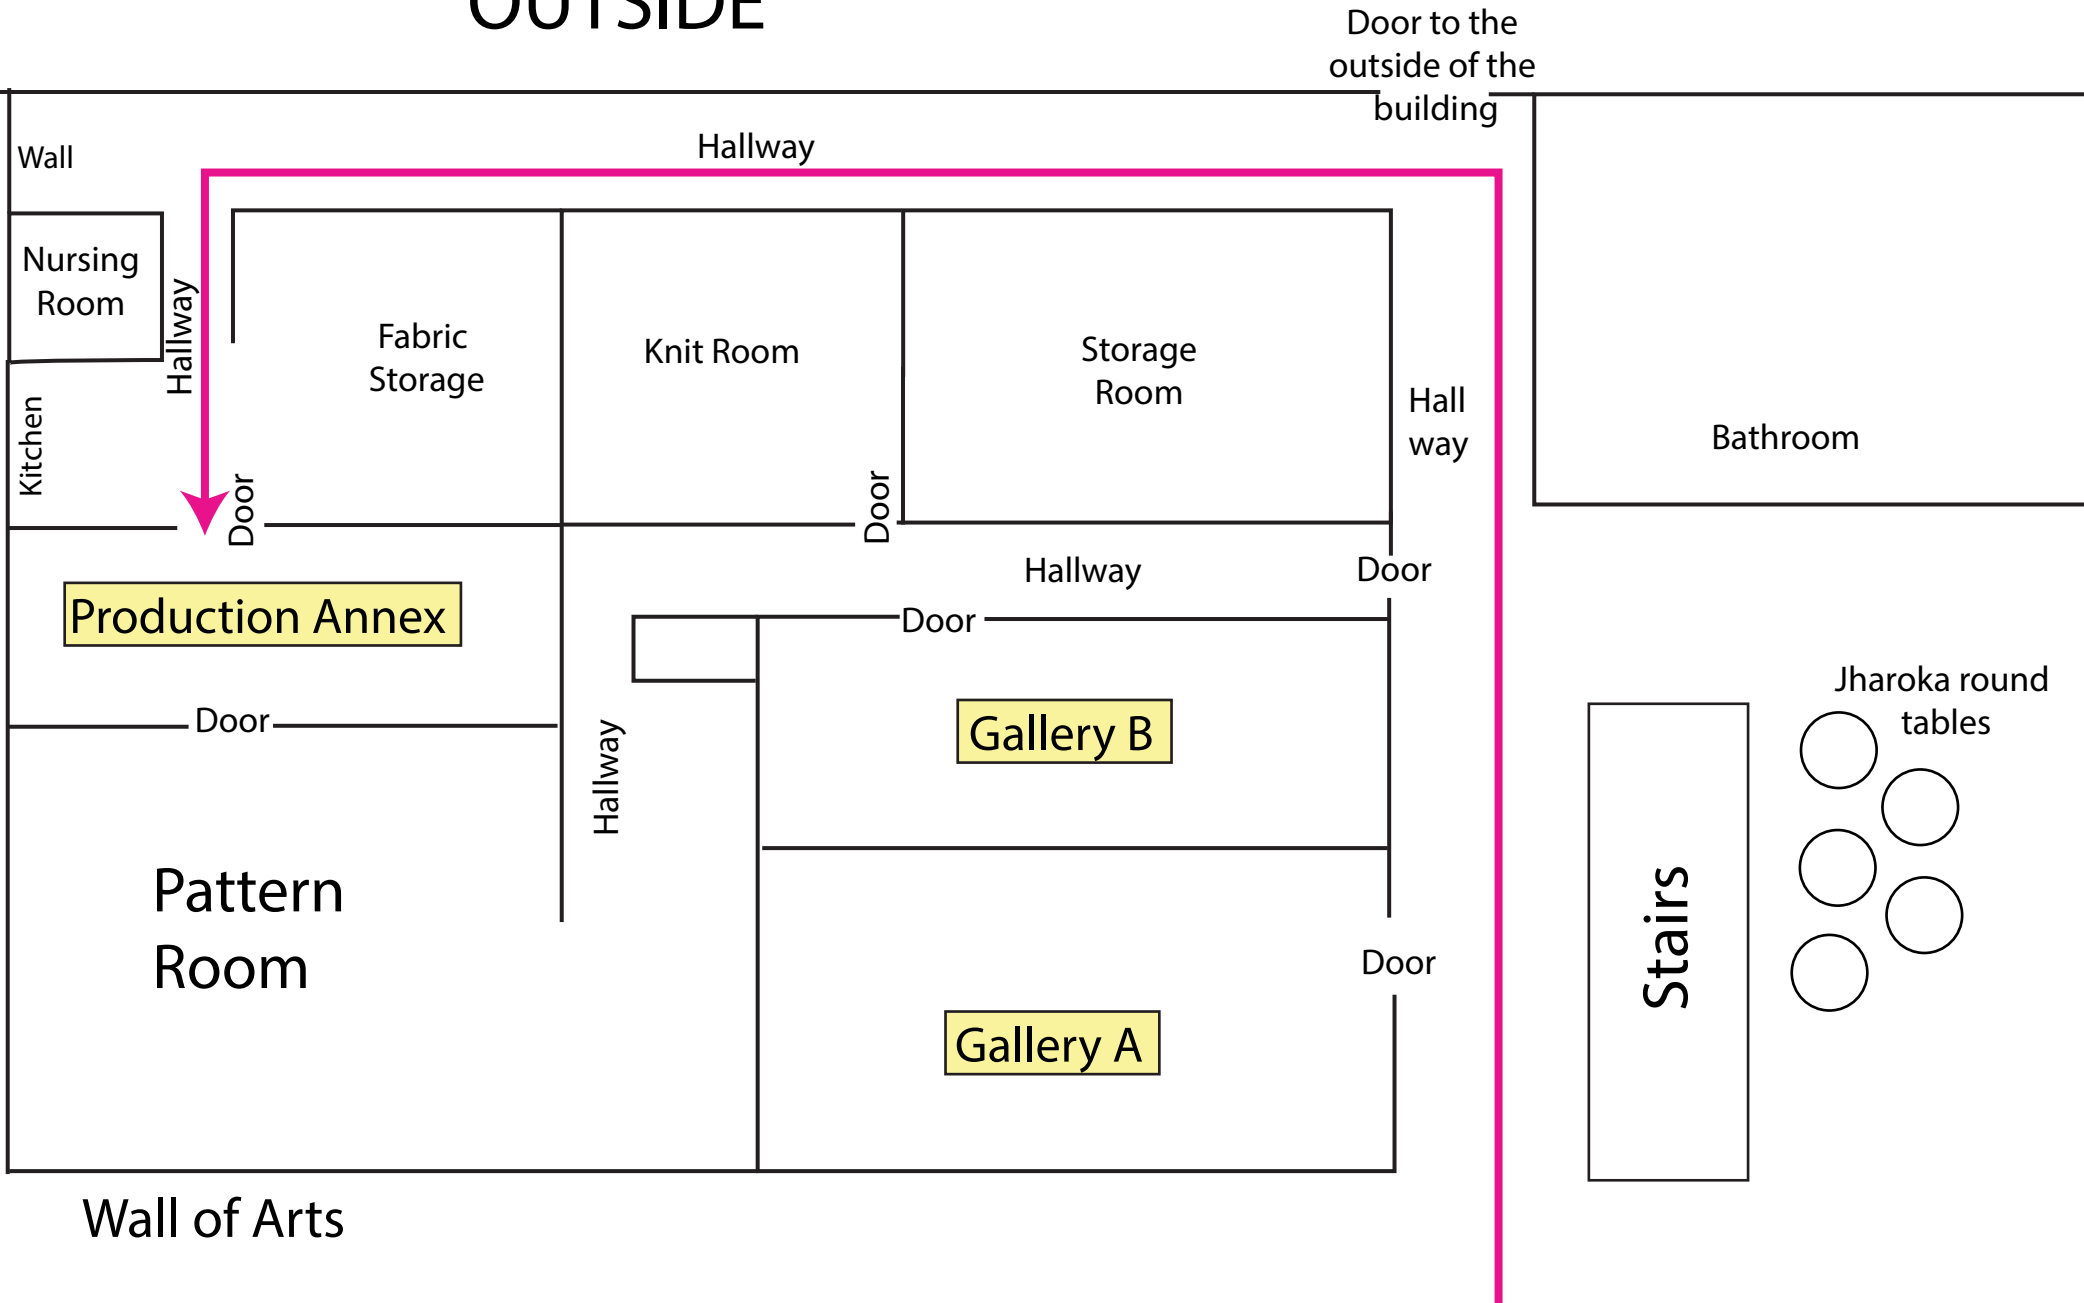 OUTSIDE
Door to the
outside of the
building
Wall
Hallway
Nursing
Room
Hallway
Fabric
Storage
Knit Room
Storage
Room
Hall
way
Bathroom
Kitchen
Door
Door
Hallway
Door
Production Annex
Door
Door
Hallway
Gallery B
Jharoka round
tables
Pattern
Room
Stairs
Door
Gallery A
Wall of Arts